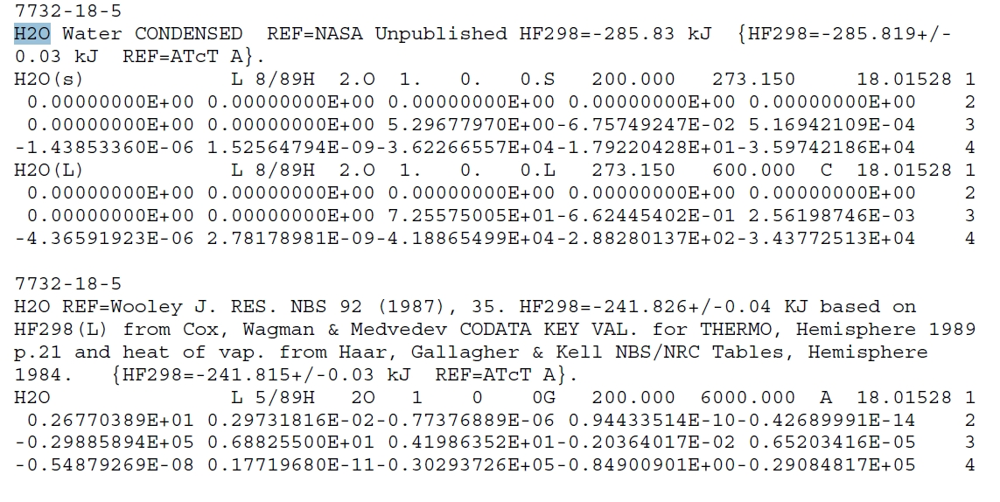 7732-18-5
H2O Water CONDENSED  REF=NASA Unpublished HF298=-285.83 kJ  {HF298=-285.819+/-
0.03 kJ  REF=ATcT A}.
H2O(s)            L 8/89H  2.O  1.   0.   0.S   200.000   273.150     18.01528 1
 0.00000000E+00 0.00000000E+00 0.00000000E+00 0.00000000E+00 0.00000000E+00    2
 0.00000000E+00 0.00000000E+00 5.29677970E+00-6.75749247E-02 5.16942109E-04    3
-1.43853360E-06 1.52564794E-09-3.62266557E+04-1.79220428E+01-3.59742186E+04    4
H2O(L)            L 8/89H  2.O  1.   0.   0.L   273.150   600.000  C  18.01528 1
 0.00000000E+00 0.00000000E+00 0.00000000E+00 0.00000000E+00 0.00000000E+00    2
 0.00000000E+00 0.00000000E+00 7.25575005E+01-6.62445402E-01 2.56198746E-03    3
-4.36591923E-06 2.78178981E-09-4.18865499E+04-2.88280137E+02-3.43772513E+04    4
7732-18-5
H2O REF=Wooley J. RES. NBS 92 (1987), 35. HF298=-241.826+/-0.04 KJ based on
HF298(L) from Cox, Wagman & Medvedev CODATA KEY VAL. for THERMO, Hemisphere 1989
p.21 and heat of vap. from Haar, Gallagher & Kell NBS/NRC Tables, Hemisphere
1984.   {HF298=-241.815+/-0.03 kJ  REF=ATcT A}.
H2O               L 5/89H   2O   1    0    0G   200.000  6000.000  A  18.01528 1
 0.26770389E+01 0.29731816E-02-0.77376889E-06 0.94433514E-10-0.42689991E-14    2
-0.29885894E+05 0.68825500E+01 0.41986352E+01-0.20364017E-02 0.65203416E-05    3
-0.54879269E-08 0.17719680E-11-0.30293726E+05-0.84900901E+00-0.29084817E+05    4